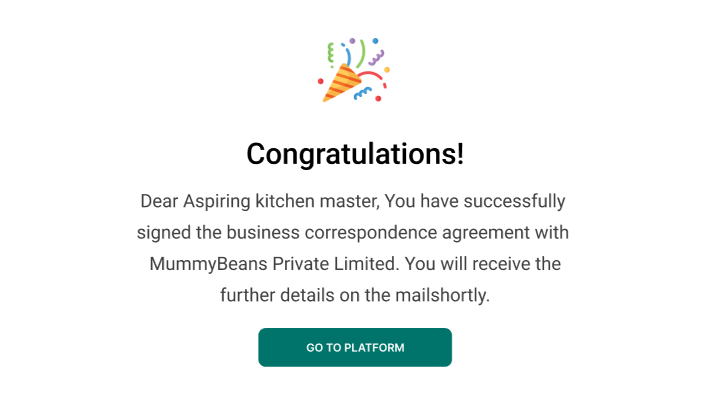 Congratulations!
Dear Aspiring kitchen master, You have successfully
signed the business correspondence agreement with
MummyBeans Private Limited. You will receive the
further details on the mailshortly.
GO TO PLATFORM